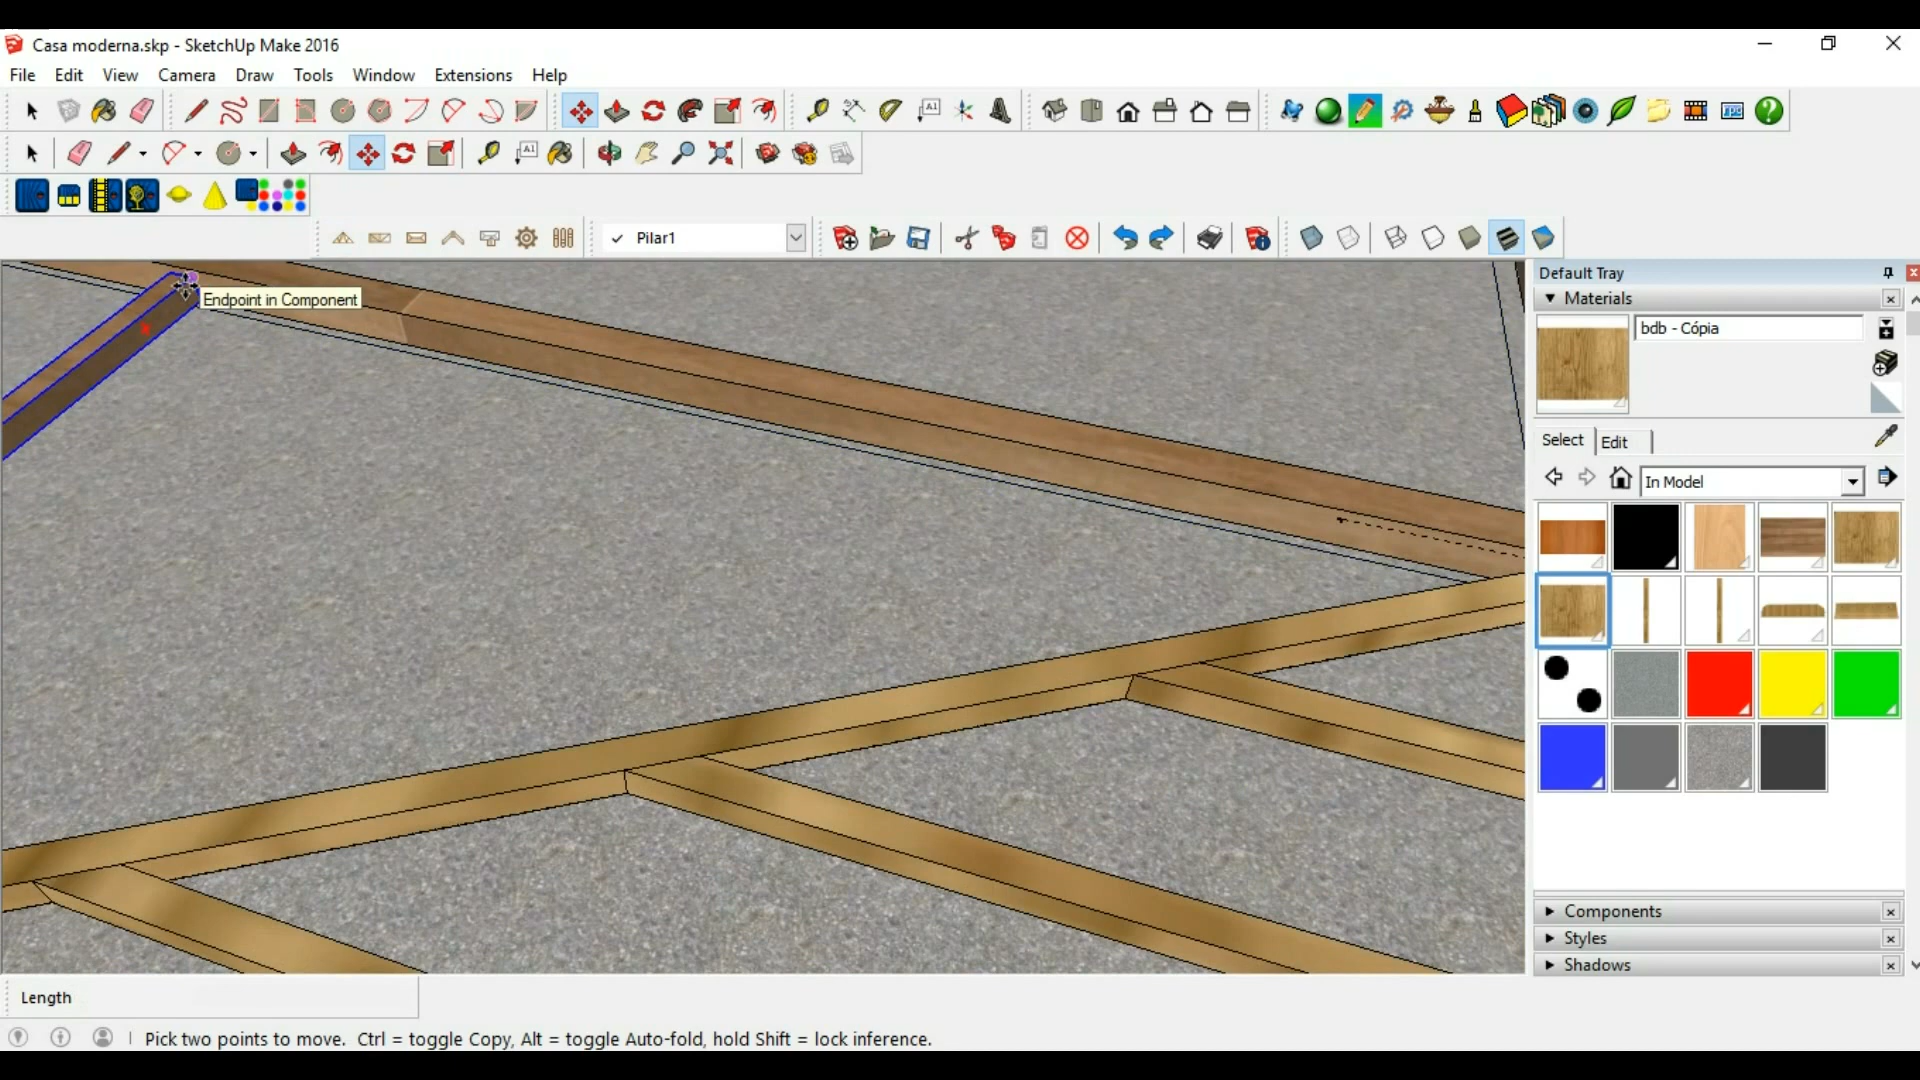 Casa moderna.skp - SketchUp Make 2016
File Edit View Camera Draw Tools Window Extensions Help
A1
A1
Pilar1
Endpoint in Component
Default Tray
Materials
bdb - Cópia
Select Edit
In Model
Components
Styles
Shadows
Length
Pick two points to move. Ctrl = toggle Copy, Alt = toggle Auto-fold, hold Shift = lock inference.